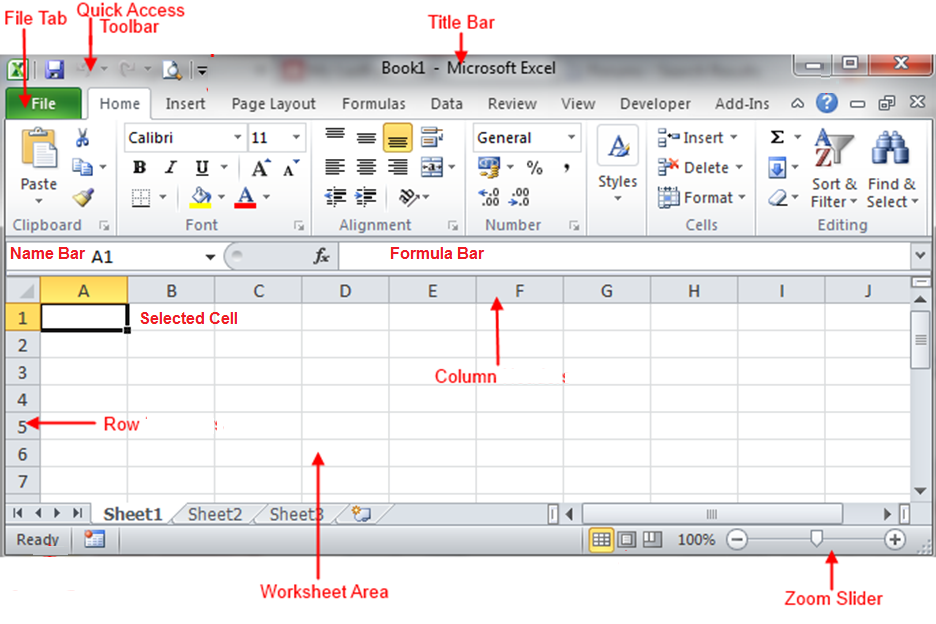 File Tab
Quick Access
Toolbar
Title Bar
Book1 - Microsoft Excel
File Home Insert Page Layout Formulas Data Review View Developer Add-Ins
Calibri 11 General Insert
B I U % , Delete
Paste Styles Sort & Find &
Format Filter Select
Clipboard Font Alignment Number Cells Editing
Name Bar A1 fx Formula Bar
A B C D E F G H I J
1 Selected Cell
2
3
Column
4
5 Row
6
7
Sheet1 Sheet2 Sheet3
Ready 100%
Worksheet Area
Zoom Slider